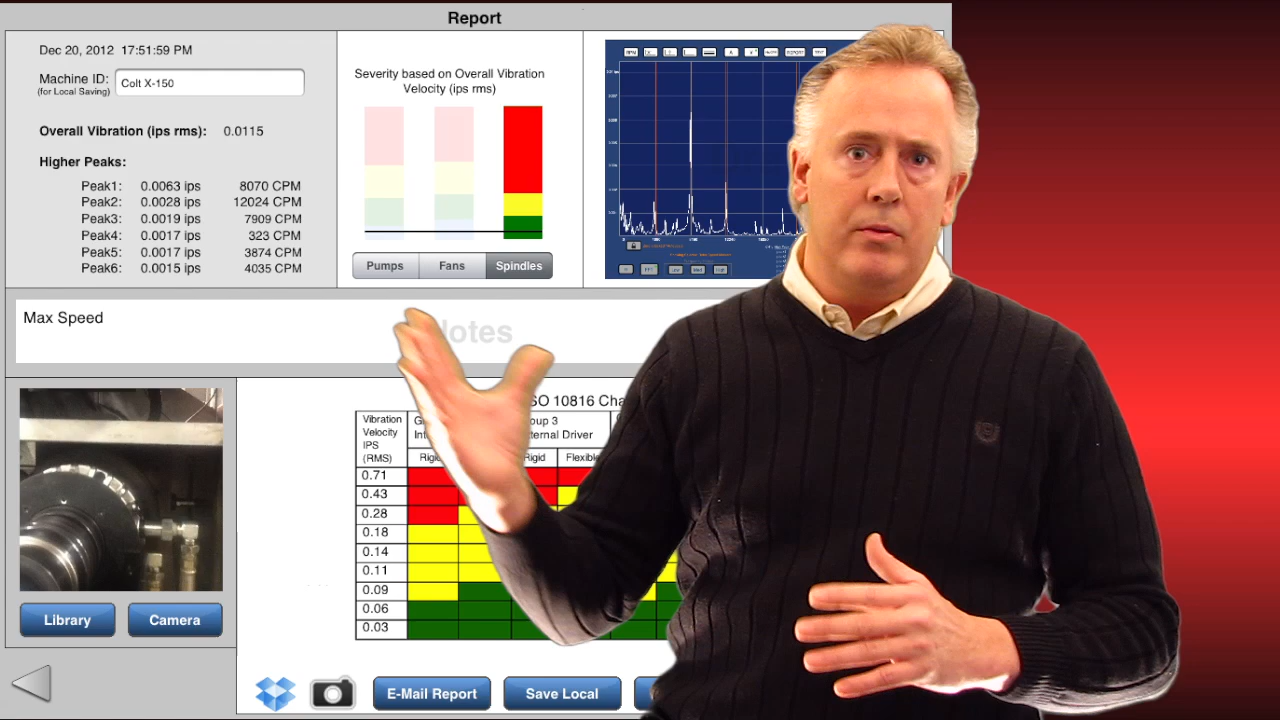 Report
Dec 20, 2012 17:51:59 PM
Machine ID: Colt X-150
(for Local Saving)
Overall Vibration (ips rms): 0.0115
Higher Peaks:
Peak1: 0.0063 ips 8070 CPM
Peak2: 0.0028 ips 12024 CPM
Peak3: 0.0019 ips 7909 CPM
Peak4: 0.0017 ips 323 CPM
Peak5: 0.0017 ips 3874 CPM
Peak6: 0.0015 ips 4035 CPM
Severity based on Overall Vibration
Velocity (ips rms)
Pumps Fans Spindles
Max Speed
otes
SO 10816 Cha
Vibration
Velocity
IPS
(RMS)
G
Int
oup 3
ternal Driver
Rigi Rigid Flexible
0.71
0.43
0.28
0.18
0.14
0.11
0.09
0.06
0.03
Library Camera
E-Mail Report Save Local